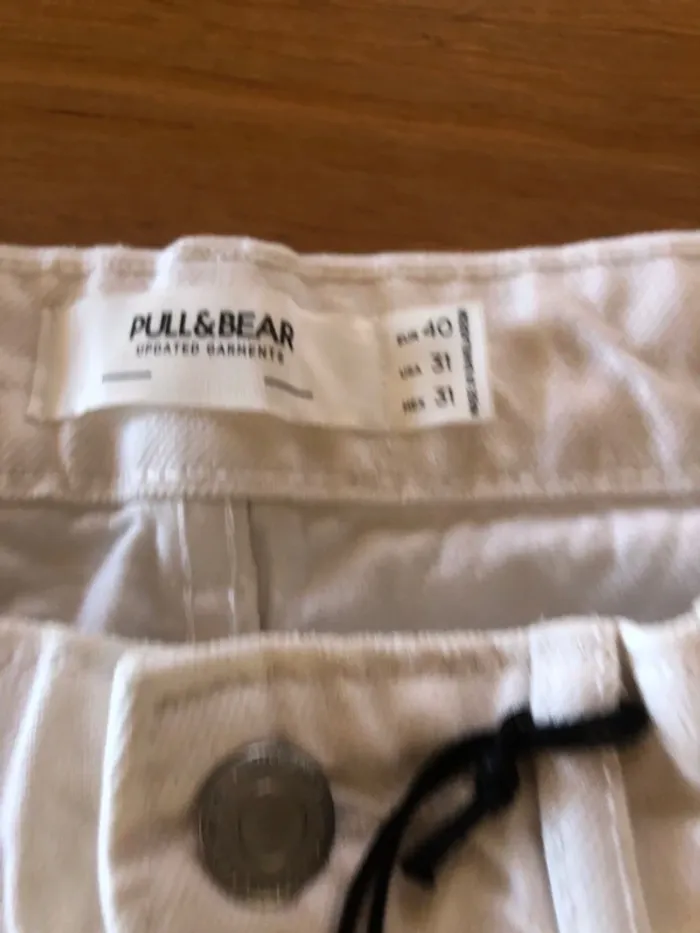 PULL&BEAR
UPDATED GARMENTS
EUR 40
USA 31
MEX 31